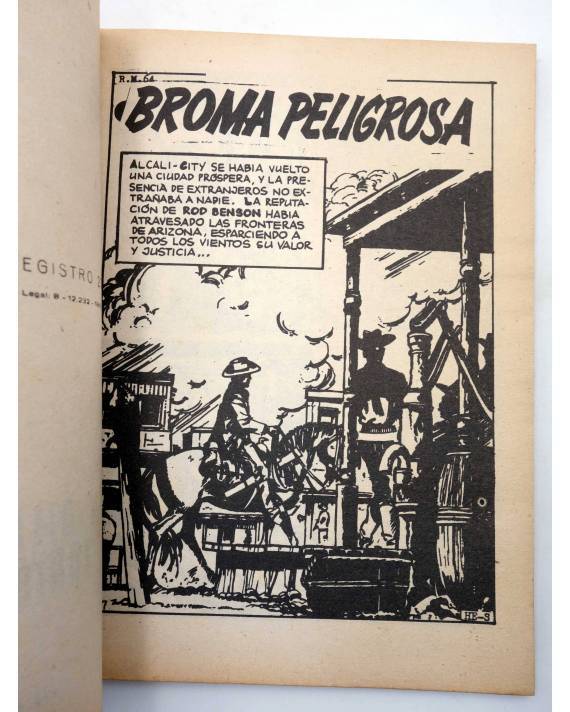 R.M.64
BROMA PELIGROSA
ALCALI-CITY SE HABIA VUELTO
UNA CIUDAD PROSPERA, Y LA PRE-
SENCIA DE EXTRANJEROS NO EX-
TRAÑABA A NADIE. LA REPUTA-
CIÓN DE ROD BENSON HABIA
ATRAVESADO LAS FRONTERAS
DE ARIZONA, ESPARCIENDO A
TODOS LOS VIENTOS SU VALOR
Y JUSTICIA...
EGISTRO
Legal: B - 12.232 -